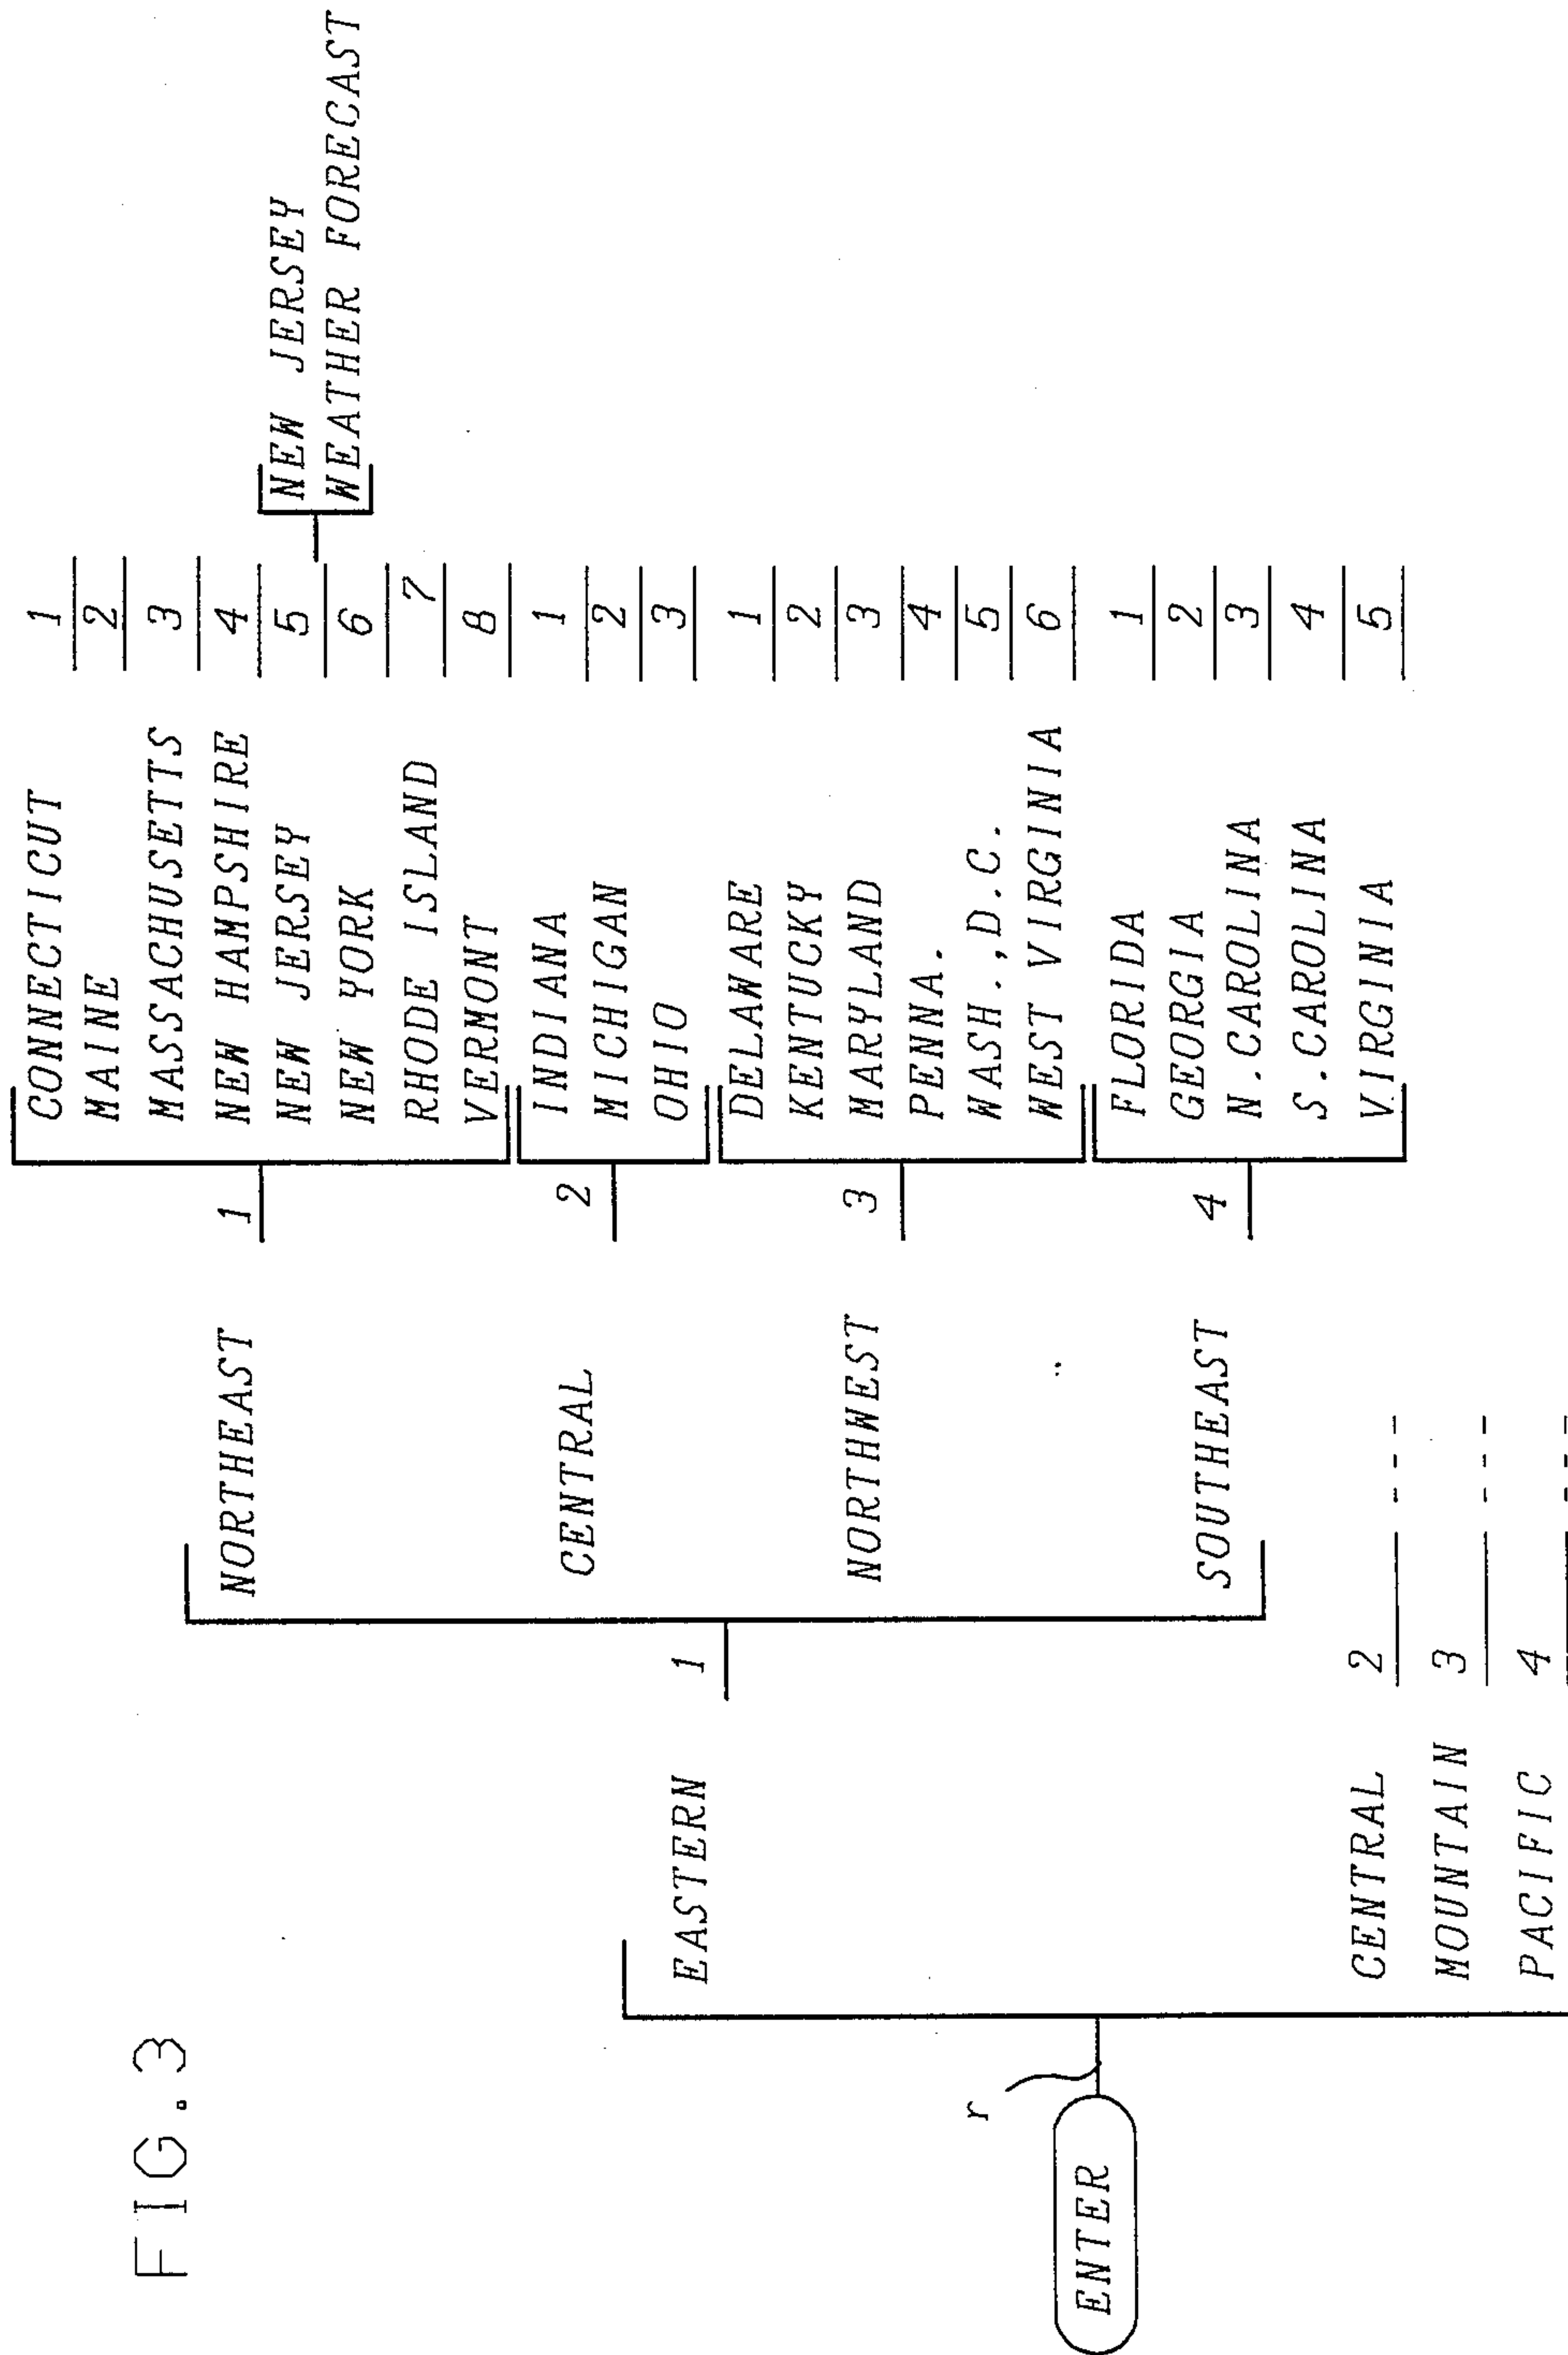 FIG.3
ENTER
r
EASTERN 1
NORTHEAST 1
CONNECTICUT 1
MAINE 2
MASSACHUSETTS 3
NEW HAMPSHIRE 4
NEW JERSEY 5
NEW JERSEY
WEATHER FORECAST
NEW YORK 6
RHODE ISLAND 7
VERMONT 8
CENTRAL 2
INDIANA 1
MICHIGAN 2
OHIO 3
NORTHWEST 3
DELAWARE 1
KENTUCKY 2
MARYLAND 3
PENNA. 4
WASH.,D.C. 5
WEST VIRGINIA 6
SOUTHEAST 4
FLORIDA 1
GEORGIA 2
N.CAROLINA 3
S.CAROLINA 4
VIRGINIA 5
CENTRAL 2
MOUNTAIN 3
PACIFIC 4